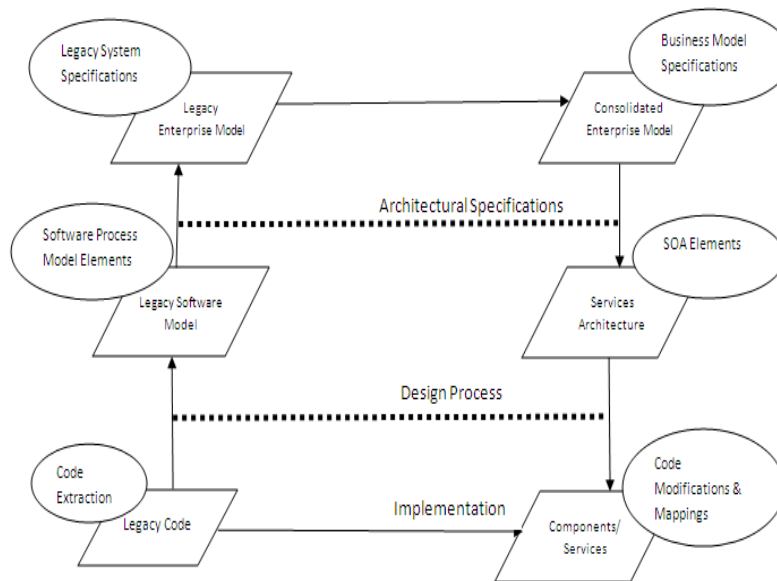 Legacy System
Specifications
Business Model
Specifications
Legacy
Enterprise Model
Consolidated
Enterprise Model
Architectural Specifications
Software Process
Model Elements
SOA Elements
Legacy Software
Model
Services
Architecture
Design Process
Code
Extraction
Code
Modifications &
Mappings
Legacy Code
Implementation
Components/
Services